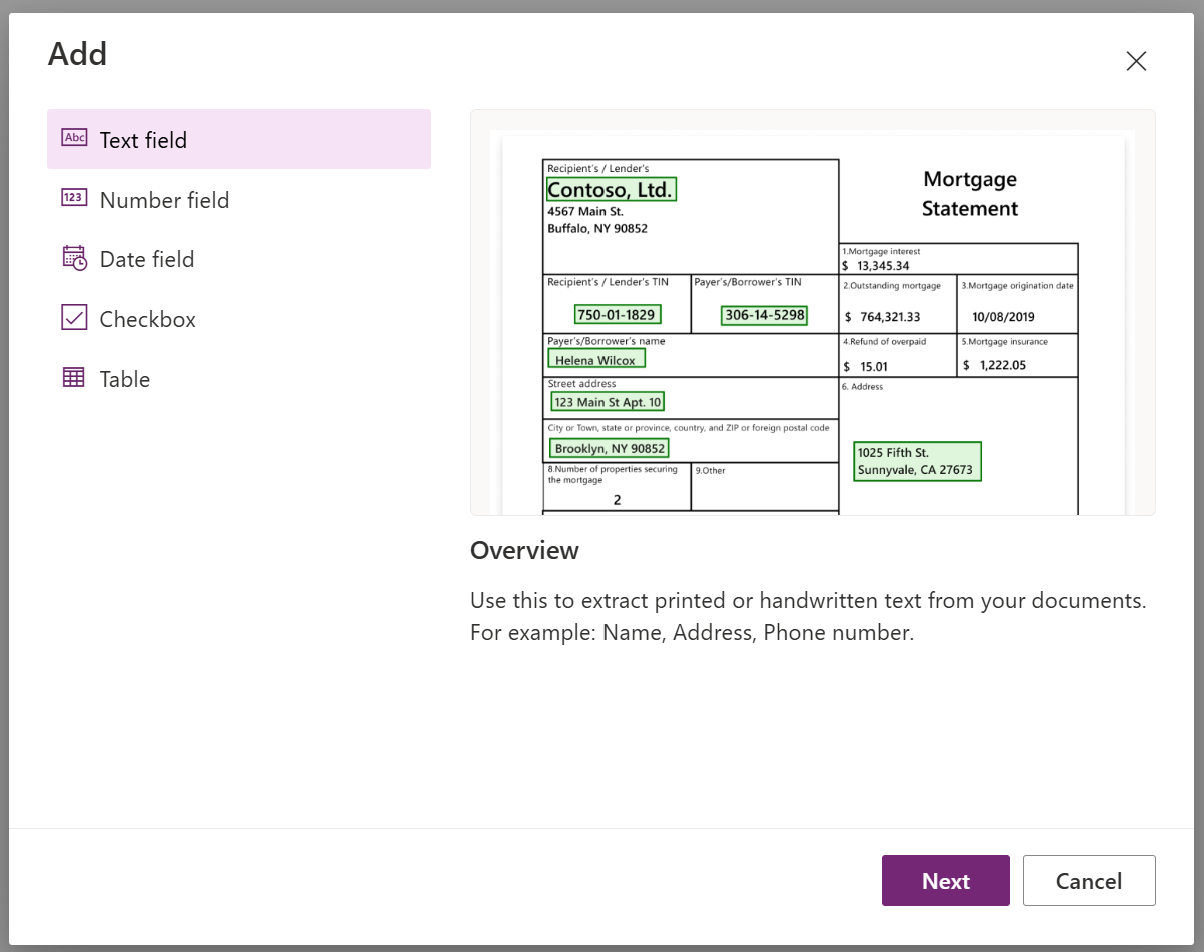 Add
Abc Text field
123 Number field
Date field
Checkbox
Table
Recipient's / Lender's
Contoso, Ltd.
4567 Main St.
Buffalo, NY 90852
Mortgage
Statement
1.Mortgage interest
$ 13,345.34
Recipient's / Lender's TIN
750-01-1829
Payer's/Borrower's TIN
306-14-5298
2.Outstanding mortgage
$ 764,321.33
3.Mortgage origination date
10/08/2019
Payer's/Borrower's name
Helena Wilcox
4.Refund of overpaid
$ 15.01
5.Mortgage insurance
$ 1,222.05
Street address
123 Main St Apt. 10
6. Address
1025 Fifth St.
Sunnyvale, CA 27673
City or Town, state or province, country, and ZIP or foreign postal code
Brooklyn, NY 90852
8.Number of properties securing
the mortgage
2
9.Other
Overview
Use this to extract printed or handwritten text from your documents.
For example: Name, Address, Phone number.
Next
Cancel